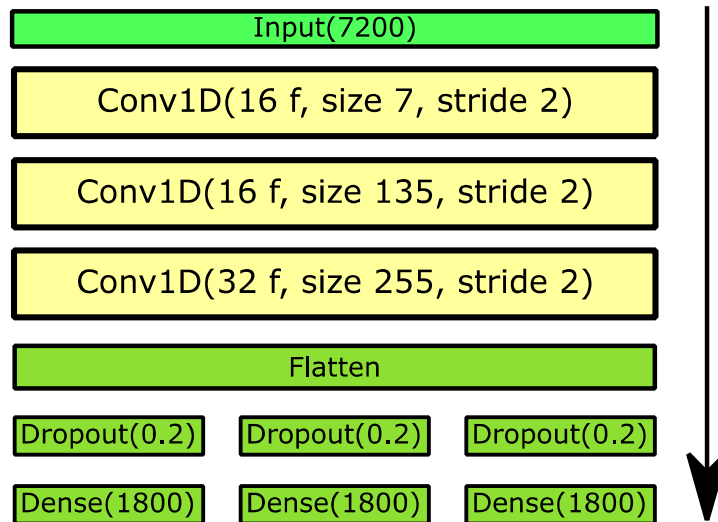 Input(7200)
Conv1D(16 f, size 7, stride 2)
Conv1D(16 f, size 135, stride 2)
Conv1D(32 f, size 255, stride 2)
Flatten
Dropout(0.2) Dropout(0.2) Dropout(0.2)
Dense(1800) Dense(1800) Dense(1800)